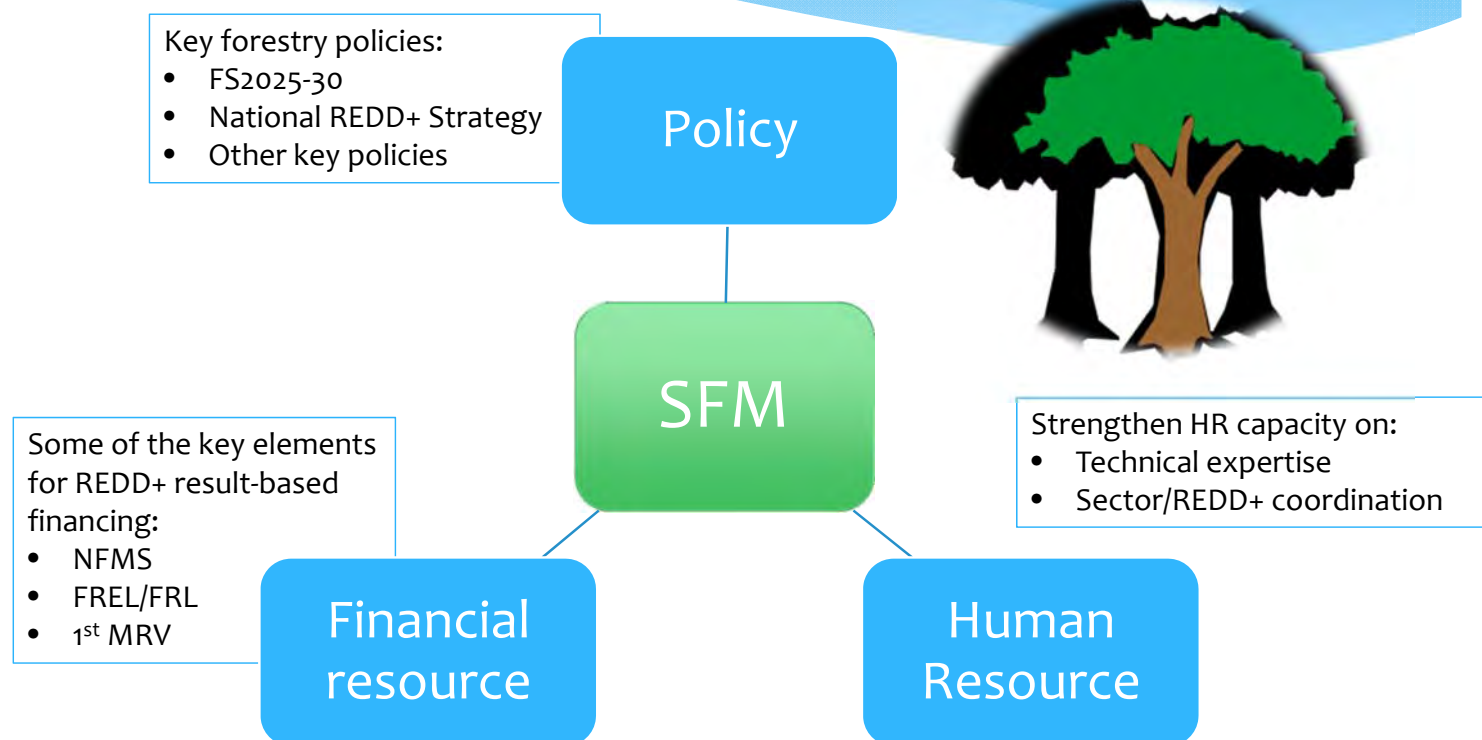 Key forestry policies:
• FS2025-30
• National REDD+ Strategy
• Other key policies
Policy
SFM
Some of the key elements
for REDD+ result-based
financing:
• NFMS
• FREL/FRL
• 1st MRV
Financial
resource
Strengthen HR capacity on:
• Technical expertise
• Sector/REDD+ coordination
Human
Resource